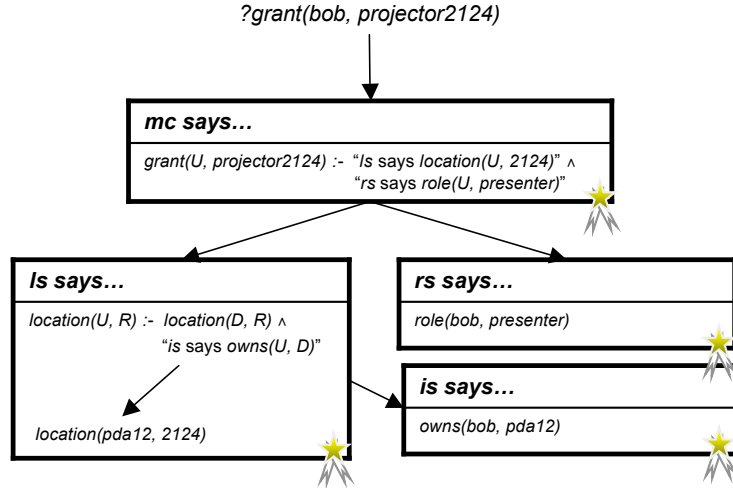 ?grant(bob, projector2124)
mc says…
grant(U, projector2124) :- “ls says location(U, 2124)” ∧
“rs says role(U, presenter)”
ls says…
location(U, R) :- location(D, R) ∧
“is says owns(U, D)”
location(pda12, 2124)
rs says…
role(bob, presenter)
is says…
owns(bob, pda12)